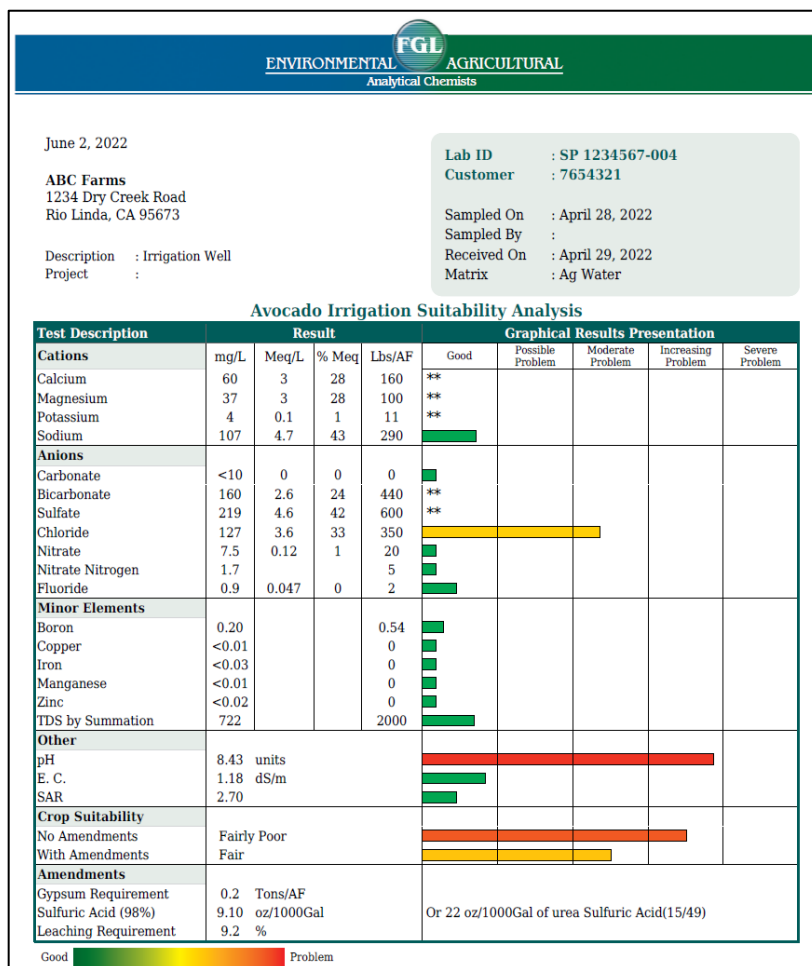 FGL
ENVIRONMENTAL AGRICULTURAL
Analytical Chemists
June 2, 2022
ABC Farms
1234 Dry Creek Road
Rio Linda, CA 95673
Description : Irrigation Well
Project :
Lab ID : SP 1234567-004
Customer : 7654321
Sampled On : April 28, 2022
Sampled By :
Received On : April 29, 2022
Matrix : Ag Water
Avocado Irrigation Suitability Analysis
Test Description Result Graphical Results Presentation
Cations mg/L Meq/L % Meq Lbs/AF Good Possible Problem Moderate Problem Increasing Problem Severe Problem
Calcium 60 3 28 160 **
Magnesium 37 3 28 100 **
Potassium 4 0.1 1 11 **
Sodium 107 4.7 43 290
Anions
Carbonate <10 0 0 0
Bicarbonate 160 2.6 24 440 **
Sulfate 219 4.6 42 600 **
Chloride 127 3.6 33 350
Nitrate 7.5 0.12 1 20
Nitrate Nitrogen 1.7 5
Fluoride 0.9 0.047 0 2
Minor Elements
Boron 0.20 0.54
Copper <0.01 0
Iron <0.03 0
Manganese <0.01 0
Zinc <0.02 0
TDS by Summation 722 2000
Other
pH 8.43 units
E. C. 1.18 dS/m
SAR 2.70
Crop Suitability
No Amendments Fairly Poor
With Amendments Fair
Amendments
Gypsum Requirement 0.2 Tons/AF
Sulfuric Acid (98%) 9.10 oz/1000Gal Or 22 oz/1000Gal of urea Sulfuric Acid(15/49)
Leaching Requirement 9.2 %
Good Problem